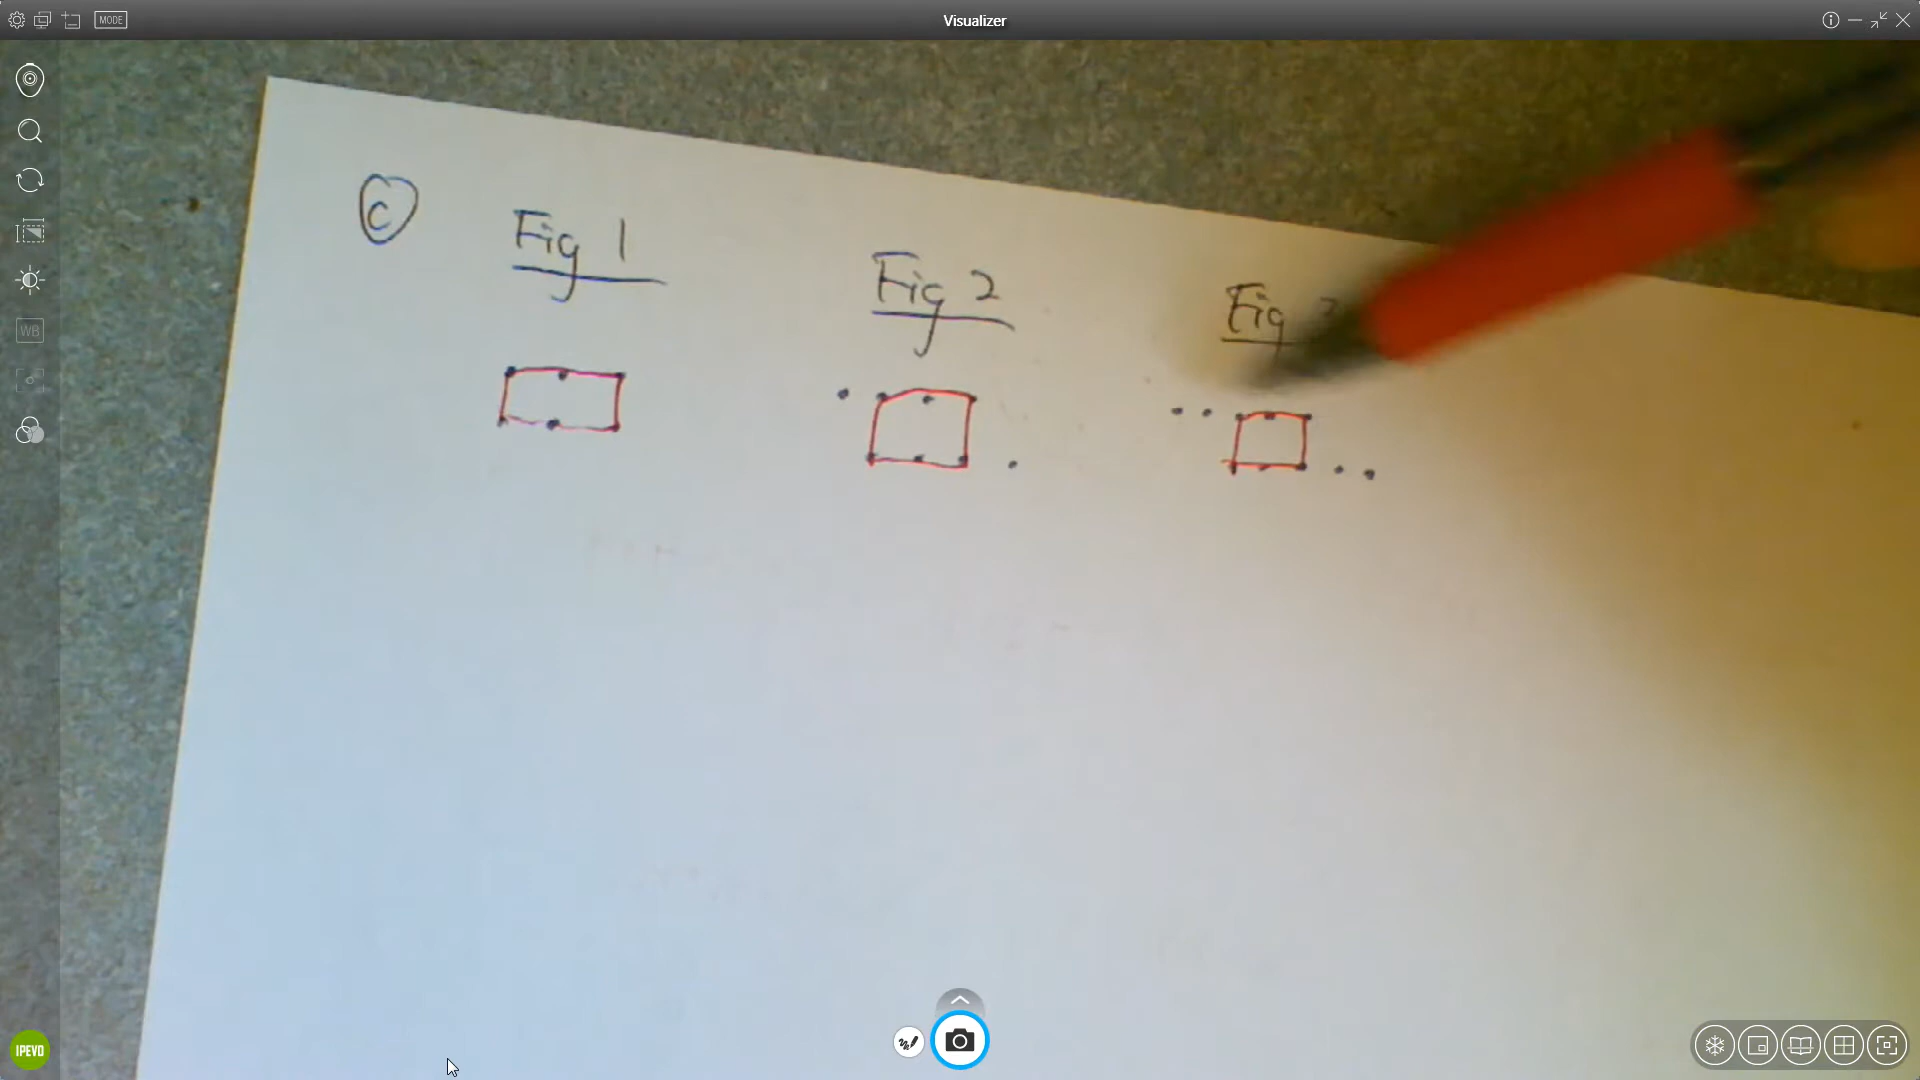 MODE
Visualizer
WB
C
Fig 1
Fig 2
Fig
IPEVO